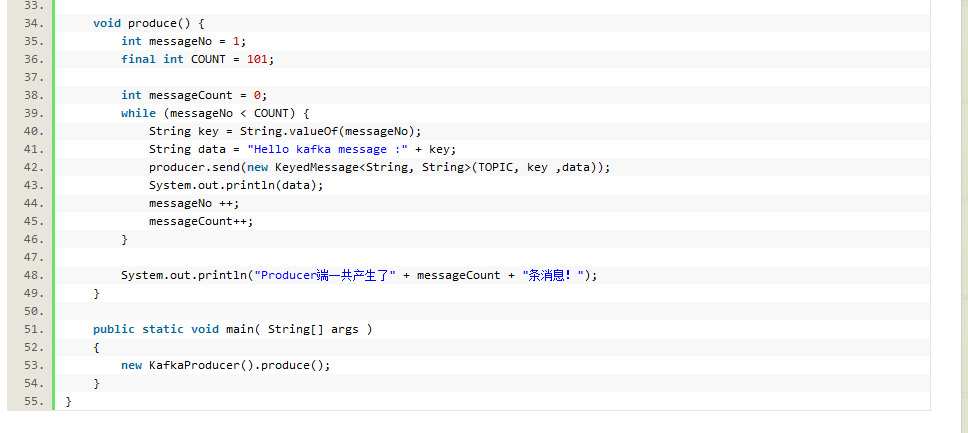 33.
34. void produce() {
35. int messageNo = 1;
36. final int COUNT = 101;
37.
38. int messageCount = 0;
39. while (messageNo < COUNT) {
40. String key = String.valueOf(messageNo);
41. String data = "Hello kafka message :" + key;
42. producer.send(new KeyedMessage<String, String>(TOPIC, key ,data));
43. System.out.println(data);
44. messageNo ++;
45. messageCount++;
46. }
47.
48. System.out.println("Producer端一共产生了" + messageCount + "条消息！");
49. }
50.
51. public static void main( String[] args )
52. {
53. new KafkaProducer().produce();
54. }
55. }